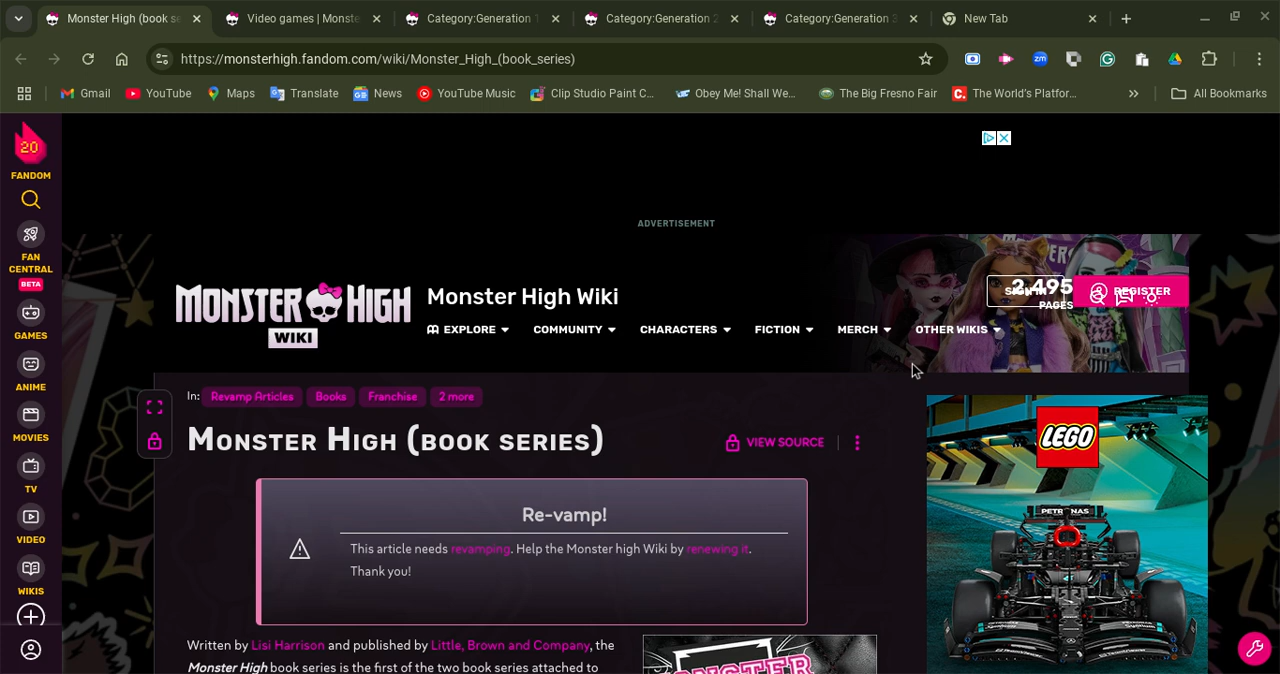 Monster High (book se
Video games | Monste
Category:Generation 1
Category:Generation 2
Category:Generation 3
New Tab
https://monsterhigh.fandom.com/wiki/Monster_High_(book_series)
Gmail
YouTube
Maps
Translate
News
YouTube Music
Clip Studio Paint C...
Obey Me! Shall We...
The Big Fresno Fair
The World's Platfor...
All Bookmarks
20
FANDOM
FAN
CENTRAL
BETA
GAMES
ANIME
MOVIES
TV
VIDEO
WIKIS
ADVERTISEMENT
MONSTER HIGH
WIKI
Monster High Wiki
2,495
PAGES
SIGN IN
REGISTER
EXPLORE
COMMUNITY
CHARACTERS
FICTION
MERCH
OTHER WIKIS
In: Revamp Articles Books Franchise 2 more
Monster High (book series)
VIEW SOURCE
Re-vamp!
This article needs revamping. Help the Monster high Wiki by renewing it.
Thank you!
Written by Lisi Harrison and published by Little, Brown and Company, the
Monster High book series is the first of the two book series attached to
LEGO
PETRONAS